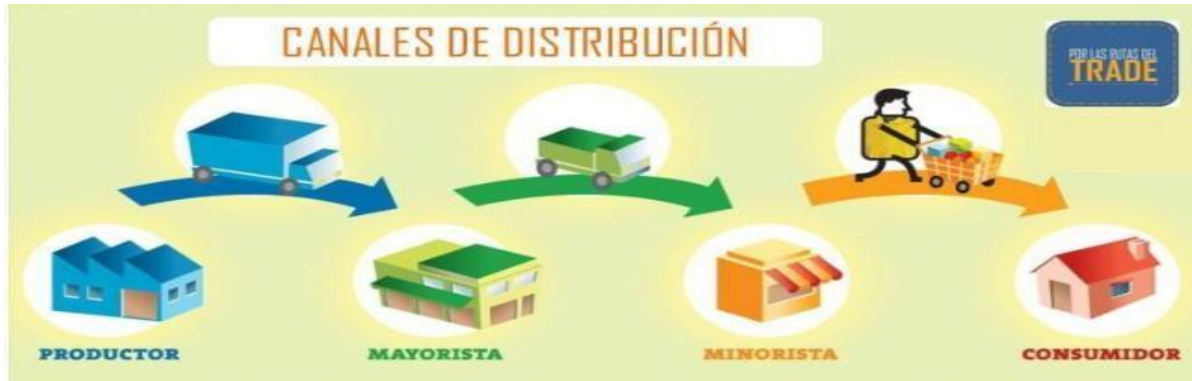 CANALES DE DISTRIBUCIÓN
POR LAS RUTAS DEL
TRADE
PRODUCTOR
MAYORISTA
MINORISTA
CONSUMIDOR